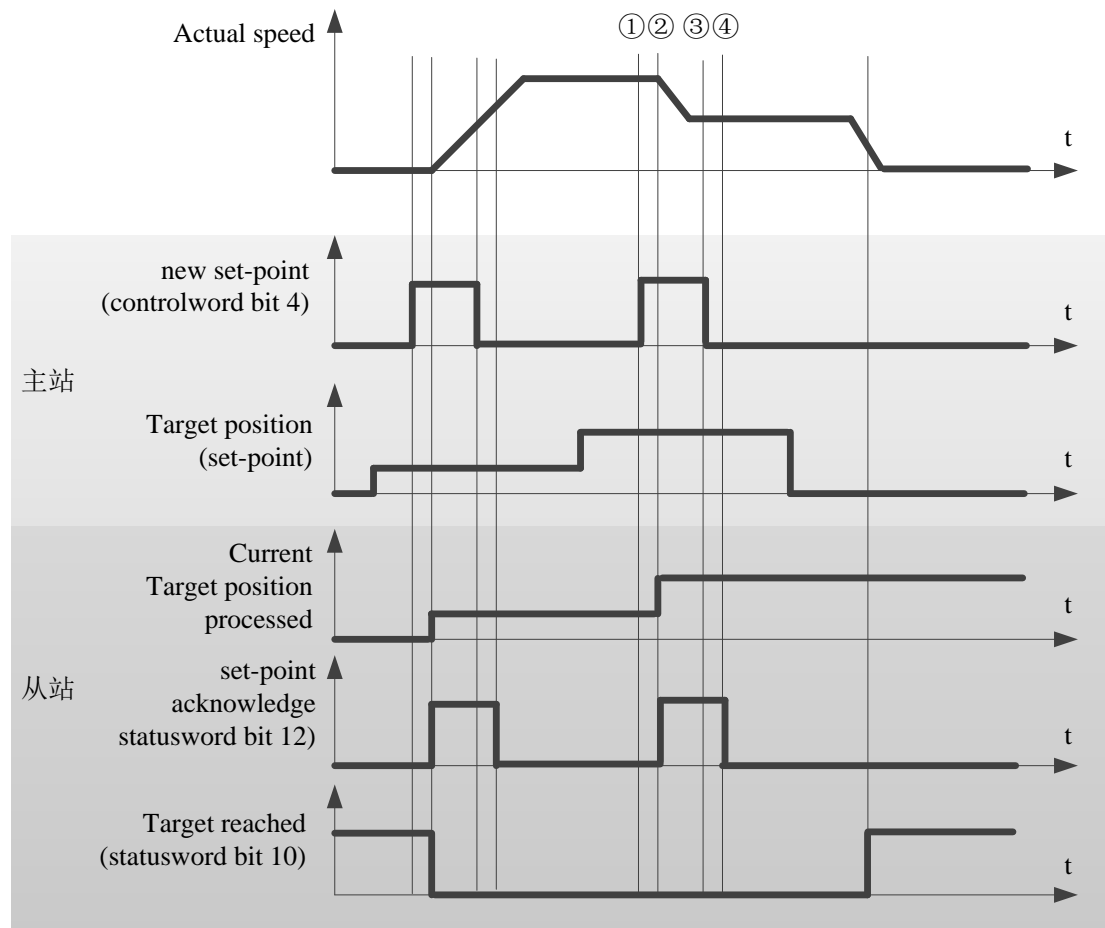 Actual speed
①② ③④
t
new set-point
(controlword bit 4)
t
主站
Target position
(set-point)
t
Current
Target position
processed
t
从站
set-point
acknowledge
statusword bit 12)
t
Target reached
(statusword bit 10)
t